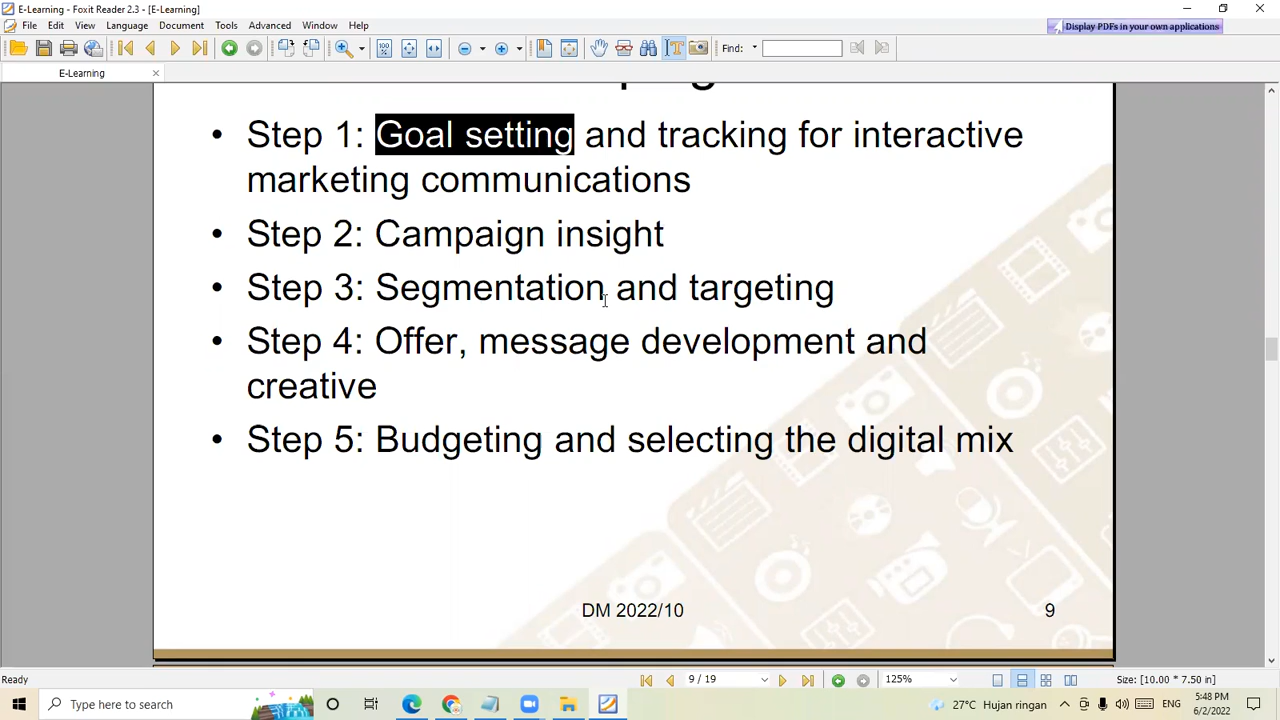 E-Learning - Foxit Reader 2.3 - [E-Learning]
File Edit View Language Document Tools Advanced Window Help
Display PDFs in your own applications
Find:
E-Learning
• Step 1: Goal setting and tracking for interactive
marketing communications
• Step 2: Campaign insight
• Step 3: Segmentation and targeting
• Step 4: Offer, message development and
creative
• Step 5: Budgeting and selecting the digital mix
DM 2022/10
9
Ready
9 / 19
125%
Size: [10.00 * 7.50 in]
Type here to search
27°C Hujan ringan
ENG
5:48 PM
6/2/2022